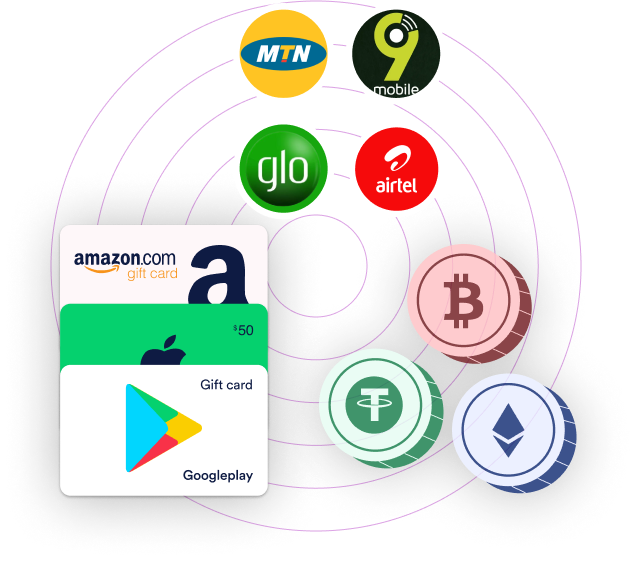 MTN
9
mobile
glo
airtel
amazon.com
gift card
a
$50
Gift card
Googleplay